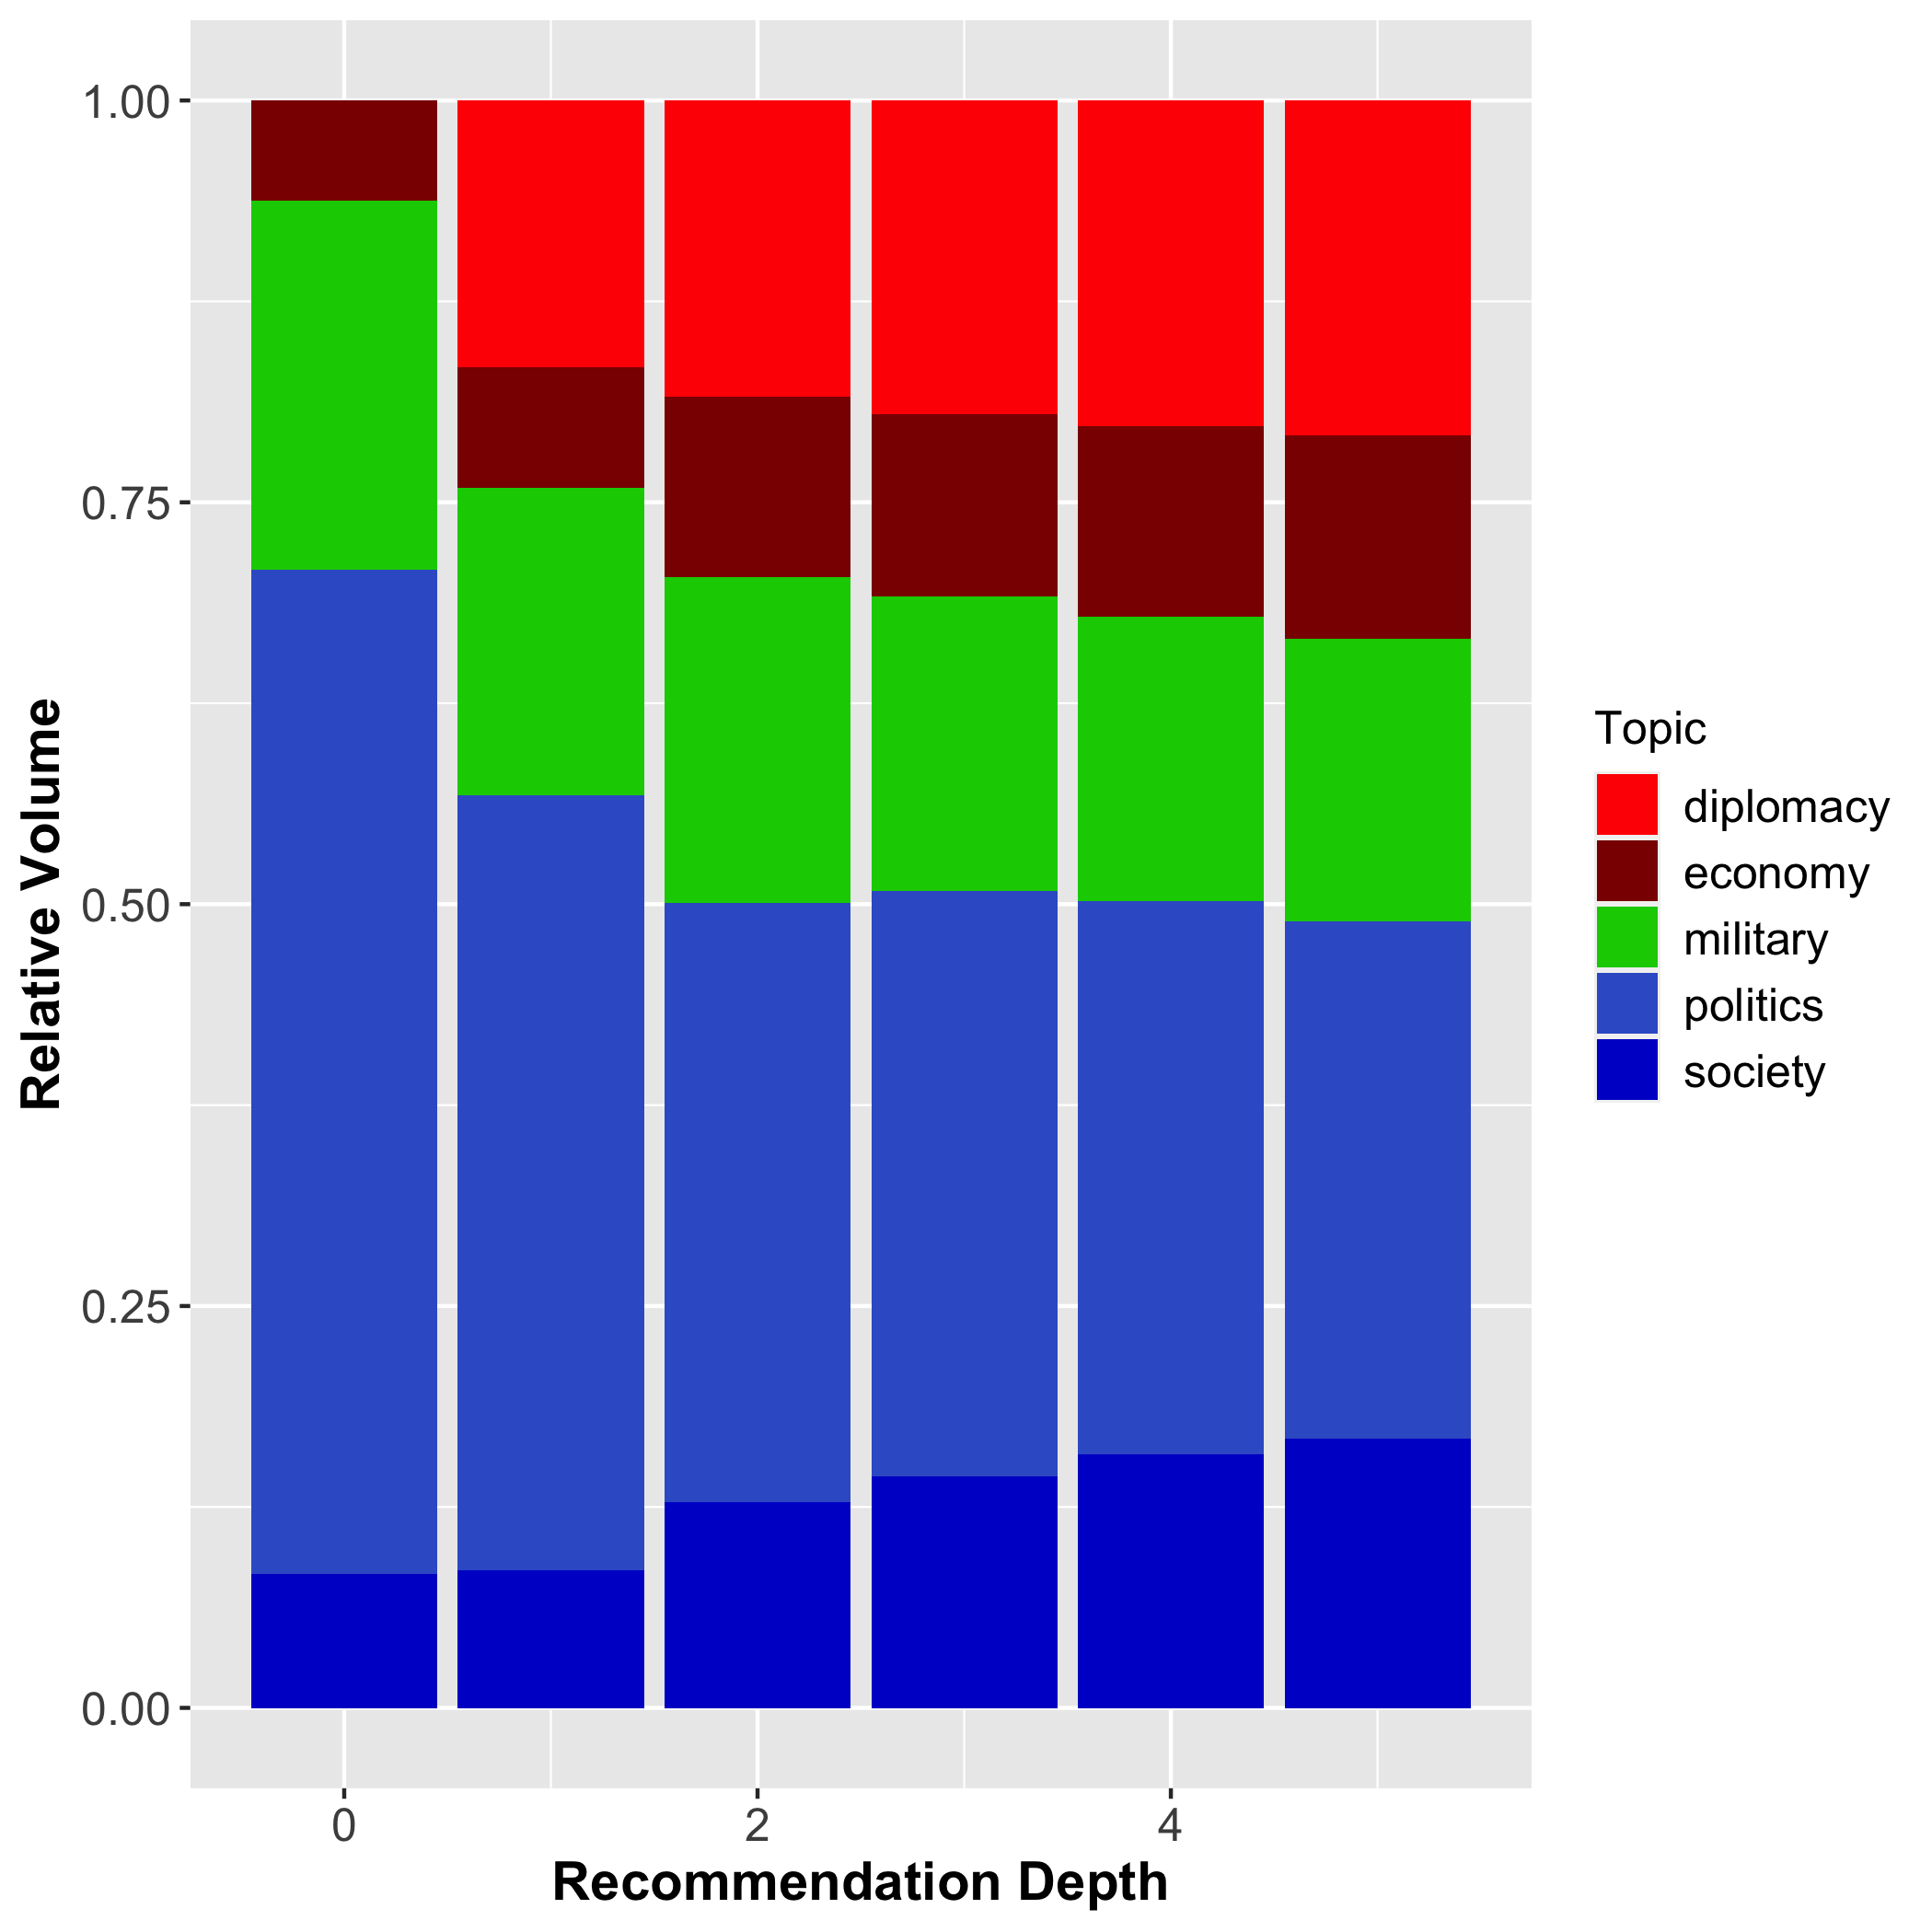 1.00
0.75
0.50
0.25
0.00
Relative Volume
0
2
4
Recommendation Depth
Topic
diplomacy
economy
military
politics
society